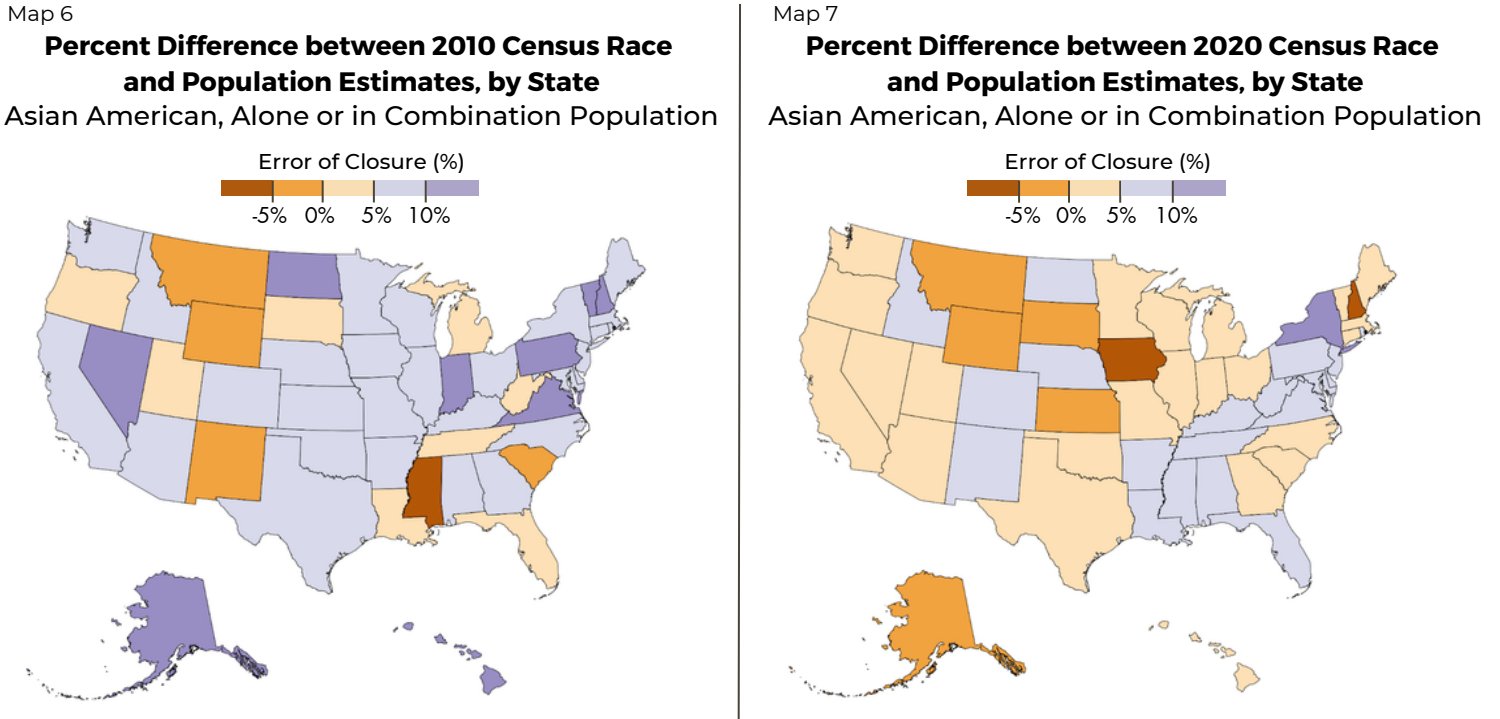 Map 6
Percent Difference between 2010 Census Race
and Population Estimates, by State
Asian American, Alone or in Combination Population
Error of Closure (%)
-5% 0% 5% 10%
Map 7
Percent Difference between 2020 Census Race
and Population Estimates, by State
Asian American, Alone or in Combination Population
Error of Closure (%)
-5% 0% 5% 10%